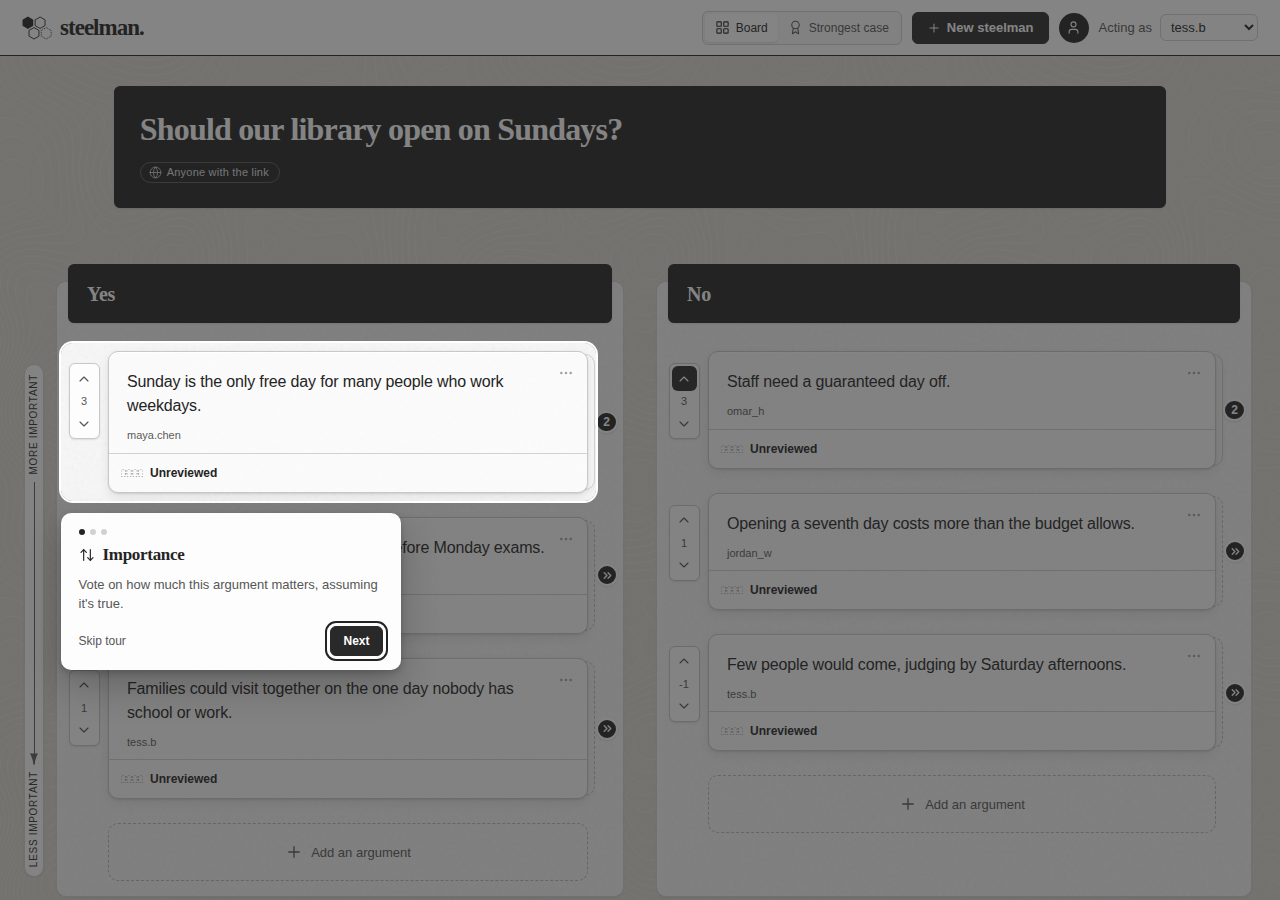 steelman.
Board
Strongest case
New steelman
Acting as
tess.b
Should our library open on Sundays?
Anyone with the link
MORE IMPORTANT
LESS IMPORTANT
Yes
3
Sunday is the only free day for many people who work
weekdays.
maya.chen
Unreviewed
2
fore Monday exams.
Importance
Vote on how much this argument matters, assuming
it's true.
Skip tour
Next
1
Families could visit together on the one day nobody has
school or work.
tess.b
Unreviewed
Add an argument
No
3
Staff need a guaranteed day off.
omar_h
Unreviewed
2
1
Opening a seventh day costs more than the budget allows.
jordan_w
Unreviewed
-1
Few people would come, judging by Saturday afternoons.
tess.b
Unreviewed
Add an argument